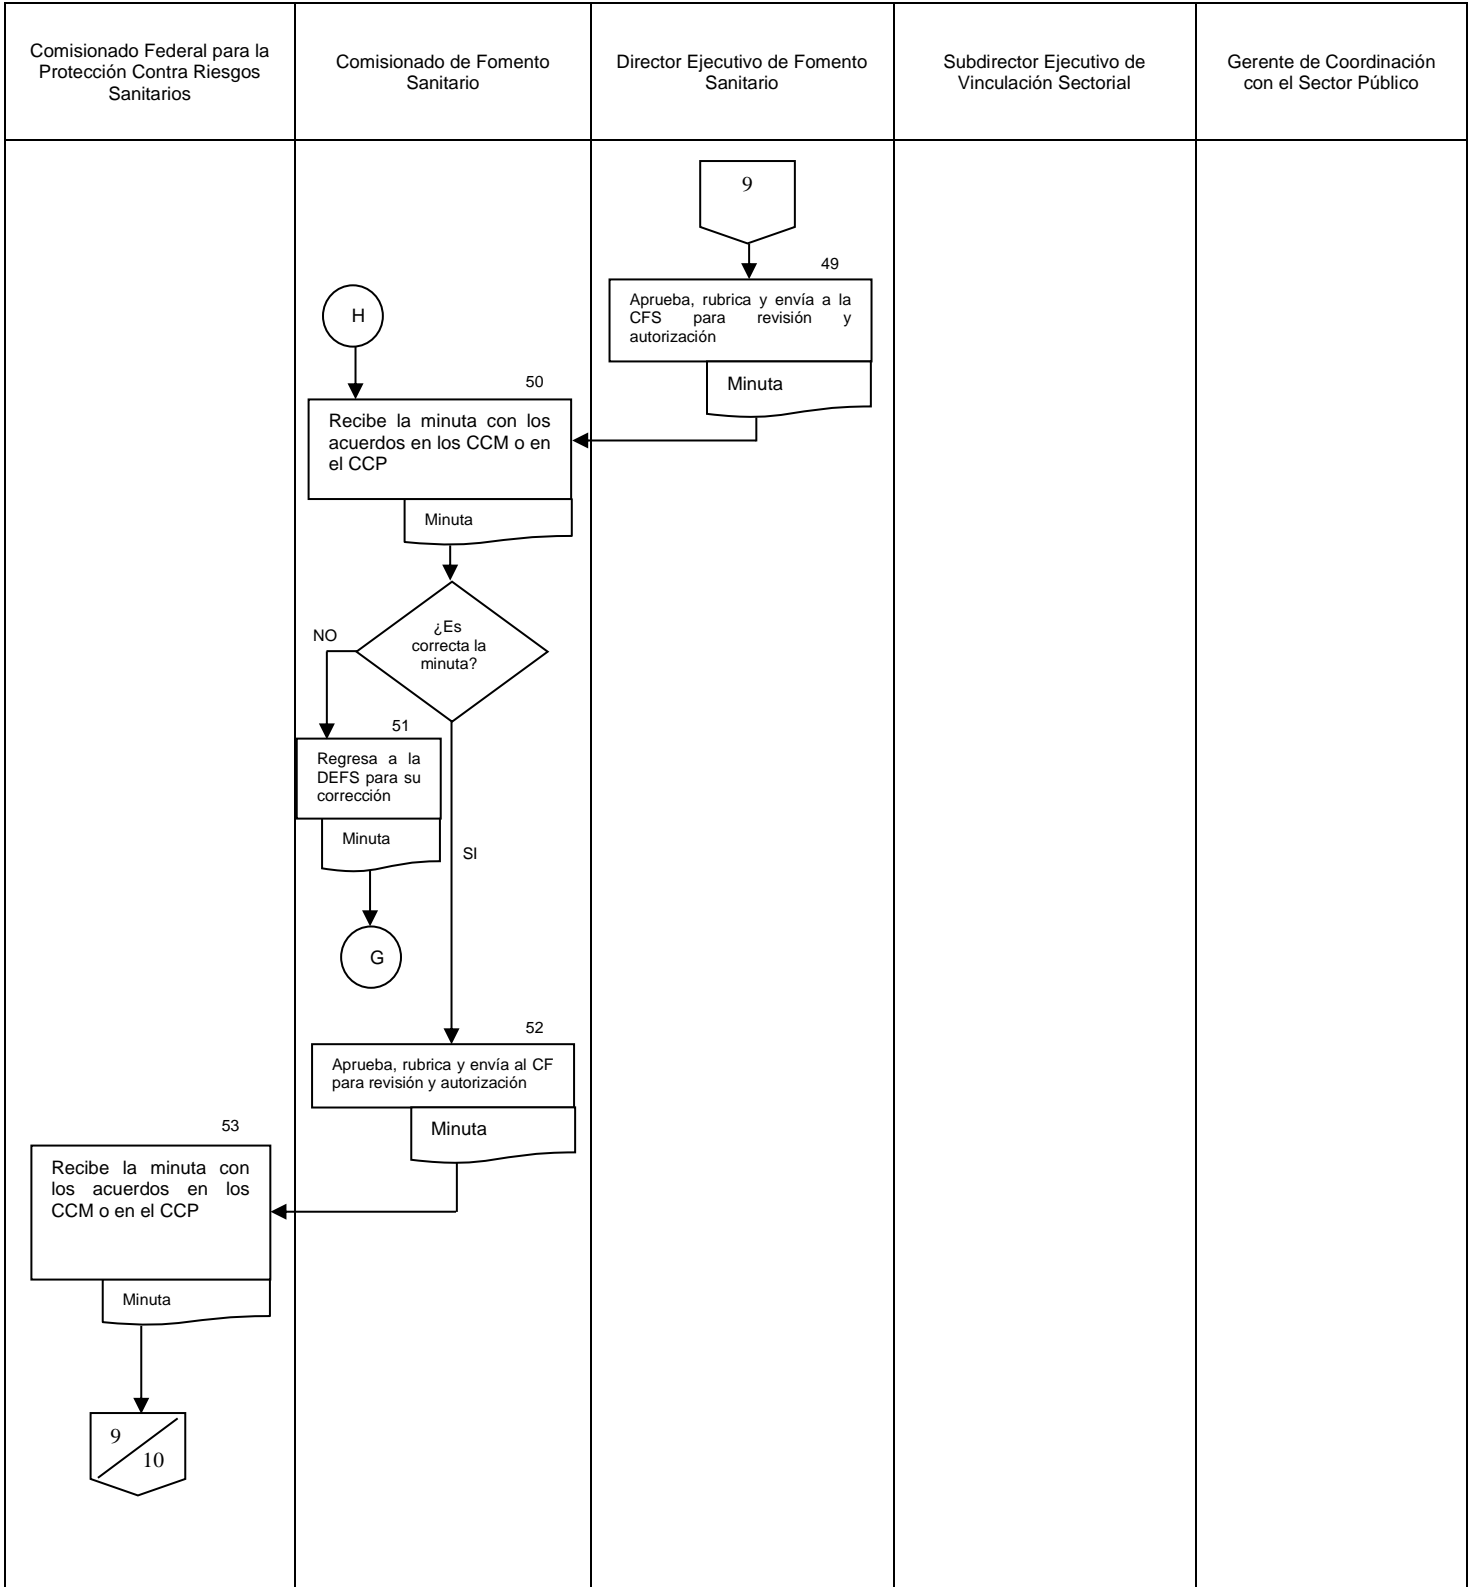 Comisionado Federal para la
Protección Contra Riesgos
Sanitarios
Comisionado de Fomento
Sanitario
Director Ejecutivo de Fomento
Sanitario
Subdirector Ejecutivo de
Vinculación Sectorial
Gerente de Coordinación
con el Sector Público
9
49
Aprueba, rubrica y envía a la
CFS para revisión y
autorización
Minuta
H
50
Recibe la minuta con los
acuerdos en los CCM o en
el CCP
Minuta
¿Es
correcta la
minuta?
NO
51
Regresa a la
DEFS para su
corrección
Minuta
SI
G
52
Aprueba, rubrica y envía al CF
para revisión y autorización
Minuta
53
Recibe la minuta con
los acuerdos en los
CCM o en el CCP
Minuta
9
10